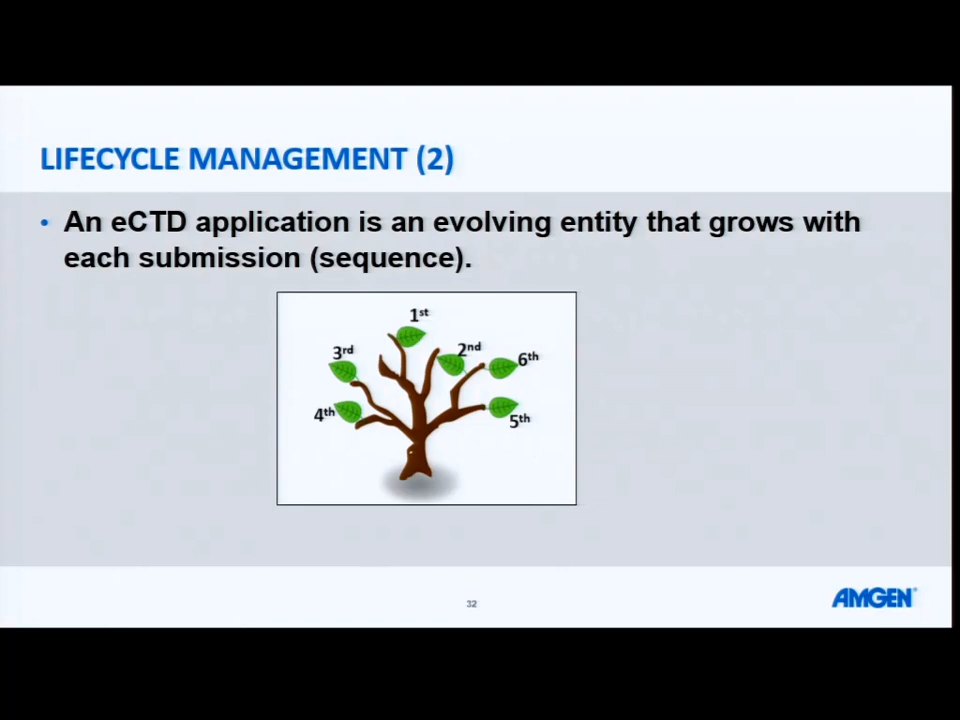 LIFECYCLE MANAGEMENT (2)
• An eCTD application is an evolving entity that grows with
each submission (sequence).
1st
2nd
3rd
6th
4th
5th
32
AMGEN